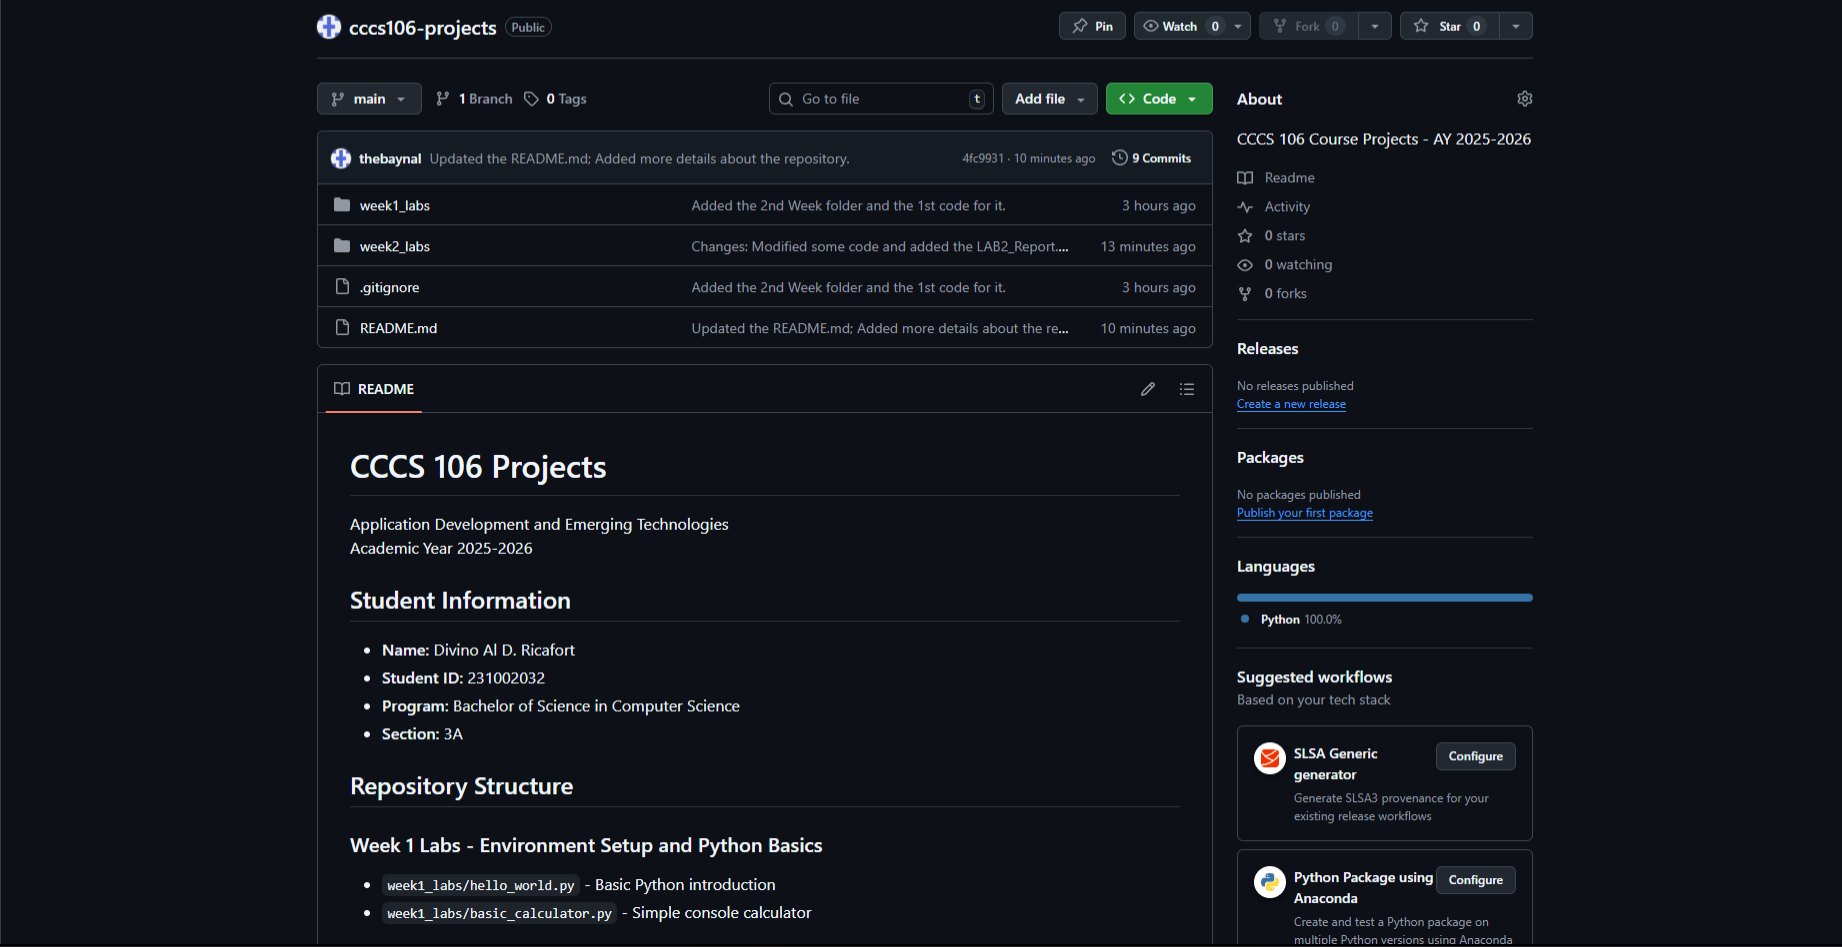 cccs106-projects Public
Pin Watch 0 Fork 0 Star 0
main 1 Branch 0 Tags Go to file t Add file Code
thebaynal Updated the README.md; Added more details about the repository. 4fc9931 · 10 minutes ago 9 Commits
week1_labs Added the 2nd Week folder and the 1st code for it. 3 hours ago
week2_labs Changes: Modified some code and added the LAB2_Report.... 13 minutes ago
.gitignore Added the 2nd Week folder and the 1st code for it. 3 hours ago
README.md Updated the README.md; Added more details about the re... 10 minutes ago
README
CCCS 106 Projects
Application Development and Emerging Technologies
Academic Year 2025-2026
Student Information
Name: Divino Al D. Ricafort
Student ID: 231002032
Program: Bachelor of Science in Computer Science
Section: 3A
Repository Structure
Week 1 Labs - Environment Setup and Python Basics
week1_labs/hello_world.py - Basic Python introduction
week1_labs/basic_calculator.py - Simple console calculator
About
CCCS 106 Course Projects - AY 2025-2026
Readme
Activity
0 stars
0 watching
0 forks
Releases
No releases published
Create a new release
Packages
No packages published
Publish your first package
Languages
Python 100.0%
Suggested workflows
Based on your tech stack
SLSA Generic
generator
Configure
Generate SLSA3 provenance for your
existing release workflows
Python Package using
Anaconda
Configure
Create and test a Python package on
multiple Python versions using Anaconda